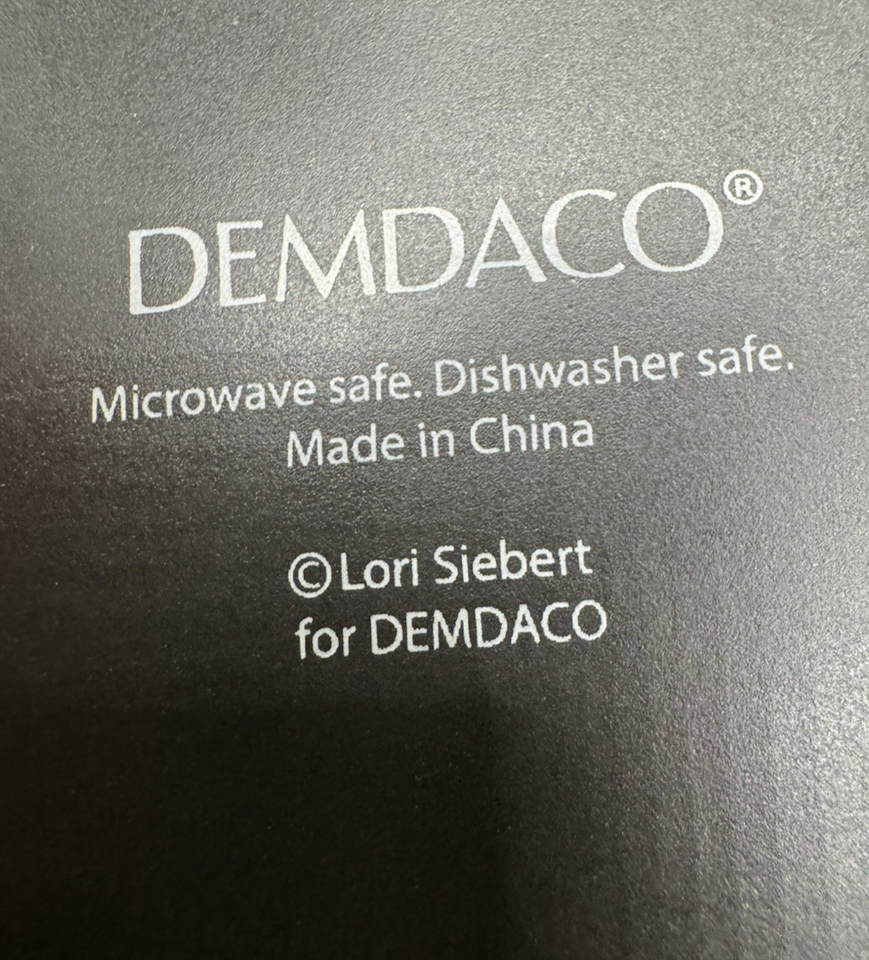 DEMDACO®
Microwave safe. Dishwasher safe.
Made in China
©Lori Siebert
for DEMDACO